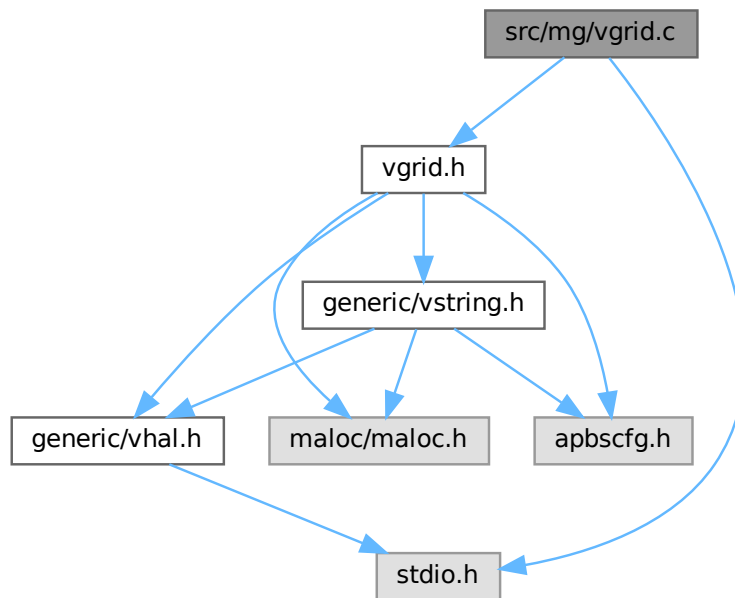 src/mg/vgrid.c
vgrid.h
generic/vstring.h
generic/vhal.h
maloc/maloc.h
apbscfg.h
stdio.h